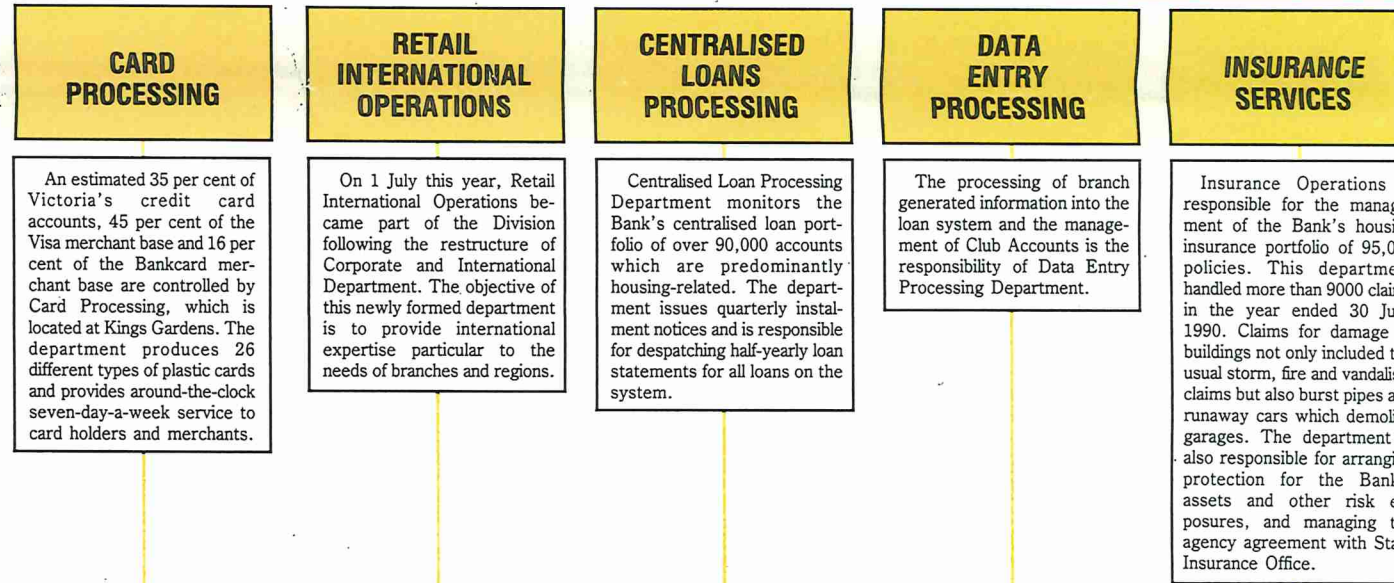 CARD
PROCESSING
An estimated 35 per cent of
Victoria's credit card
accounts, 45 per cent of the
Visa merchant base and 16 per
cent of the Bankcard mer-
chant base are controlled by
Card Processing, which is
located at Kings Gardens. The
department produces 26
different types of plastic cards
and provides around-the-clock
seven-day-a-week service to
card holders and merchants.
RETAIL
INTERNATIONAL
OPERATIONS
On 1 July this year, Retail
International Operations be-
came part of the Division
following the restructure of
Corporate and International
Department. The objective of
this newly formed department
is to provide international
expertise particular to the
needs of branches and regions.
CENTRALISED
LOANS
PROCESSING
Centralised Loan Processing
Department monitors the
Bank's centralised loan port-
folio of over 90,000 accounts
which are predominantly
housing-related. The depart-
ment issues quarterly instal-
ment notices and is responsible
for despatching half-yearly loan
statements for all loans on the
system.
DATA
ENTRY
PROCESSING
The processing of branch
generated information into the
loan system and the manage-
ment of Club Accounts is the
responsibility of Data Entry
Processing Department.
INSURANCE
SERVICES
Insurance Operations
responsible for the manag
ment of the Bank's housi
insurance portfolio of 95,0
policies. This departme
handled more than 9000 clai
in the year ended 30 Ju
1990. Claims for damage
buildings not only included t
usual storm, fire and vandalis
claims but also burst pipes a
runaway cars which demoli
garages. The department
also responsible for arrangi
protection for the Bank
assets and other risk e
posures, and managing t
agency agreement with Sta
Insurance Office.